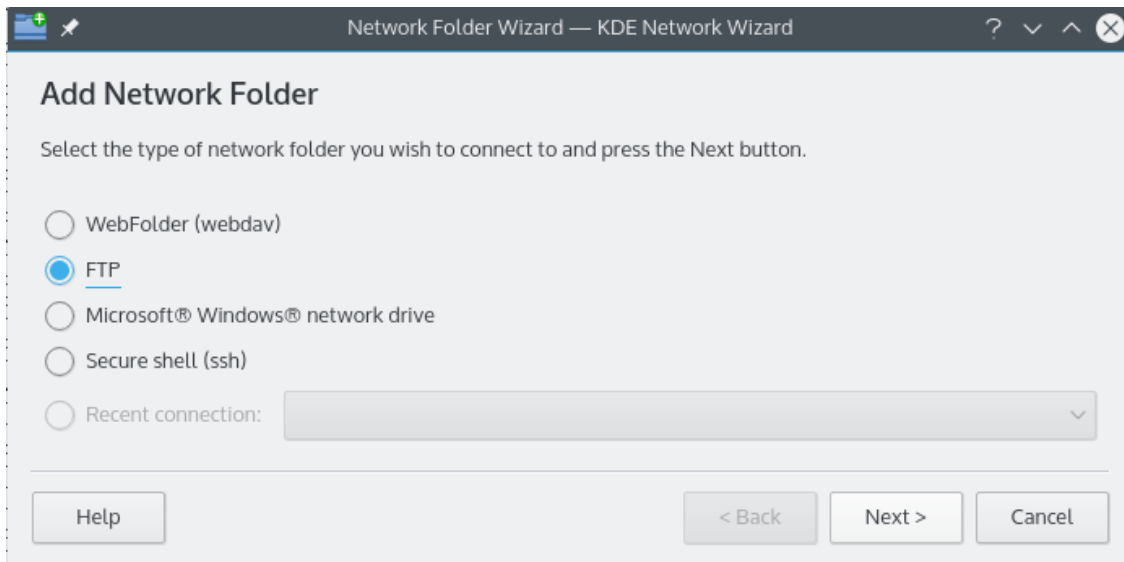 Network Folder Wizard — KDE Network Wizard
Add Network Folder
Select the type of network folder you wish to connect to and press the Next button.
WebFolder (webdav)
FTP
Microsoft® Windows® network drive
Secure shell (ssh)
Recent connection:
Help
< Back
Next >
Cancel